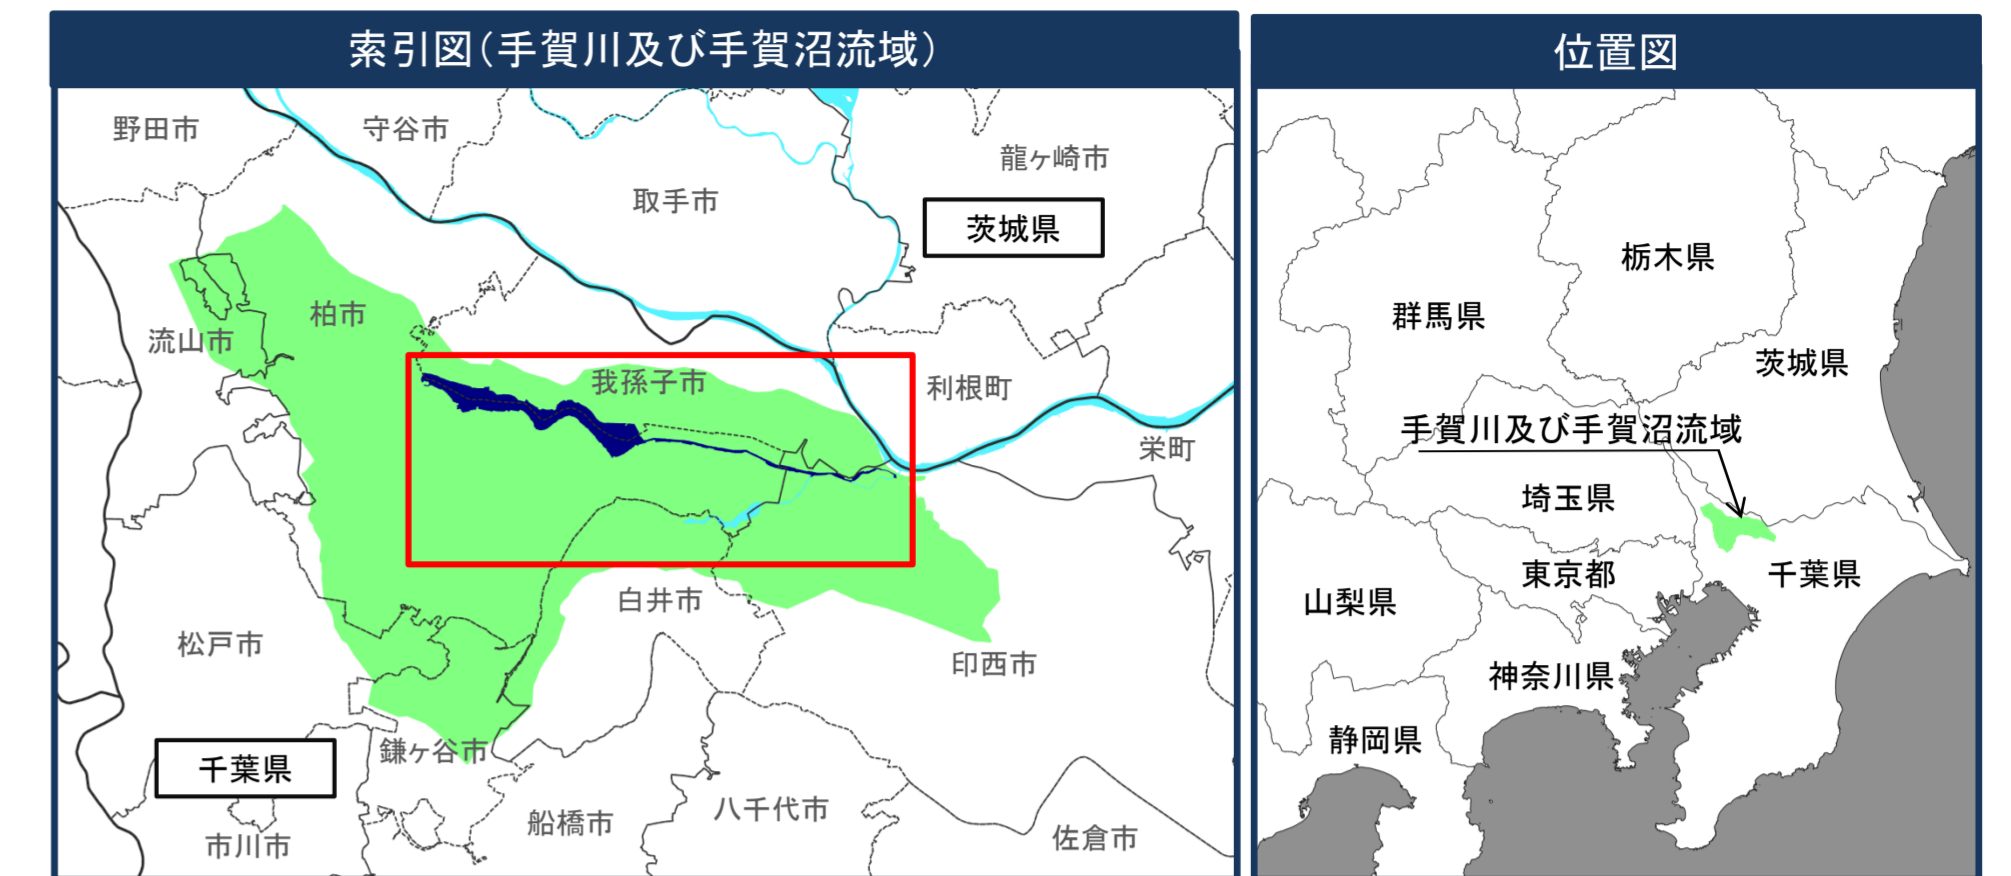 索引図（手賀川及び手賀沼流域）
野田市
守谷市
龍ヶ崎市
取手市
茨城県
柏市
流山市
我孫子市
利根町
栄町
白井市
松戸市
印西市
鎌ヶ谷市
千葉県
船橋市
八千代市
市川市
佐倉市
位置図
栃木県
群馬県
茨城県
手賀川及び手賀沼流域
埼玉県
東京都
千葉県
山梨県
神奈川県
静岡県